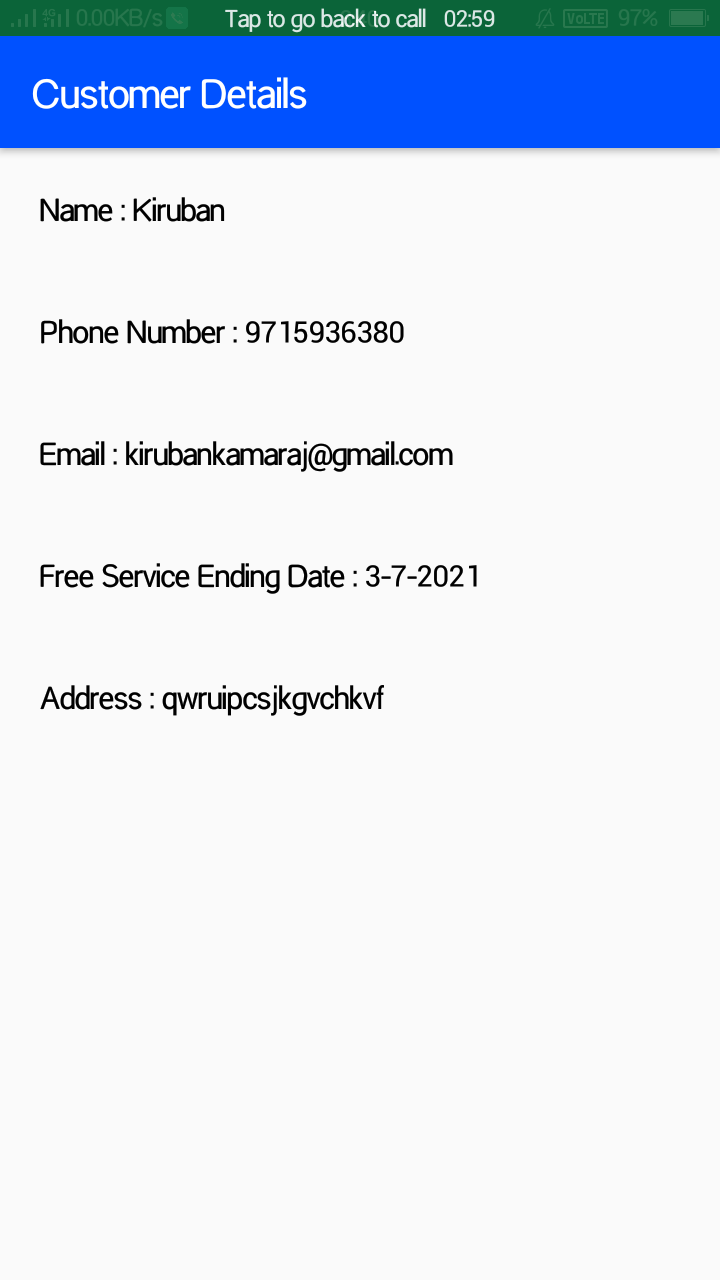 0.00KB/s Tap to go back to call 02:59 VoLTE 97%
Customer Details
Name : Kiruban
Phone Number : 9715936380
Email : kirubankamaraj@gmail.com
Free Service Ending Date : 3-7-2021
Address : qwruipcsjkgvchkvf